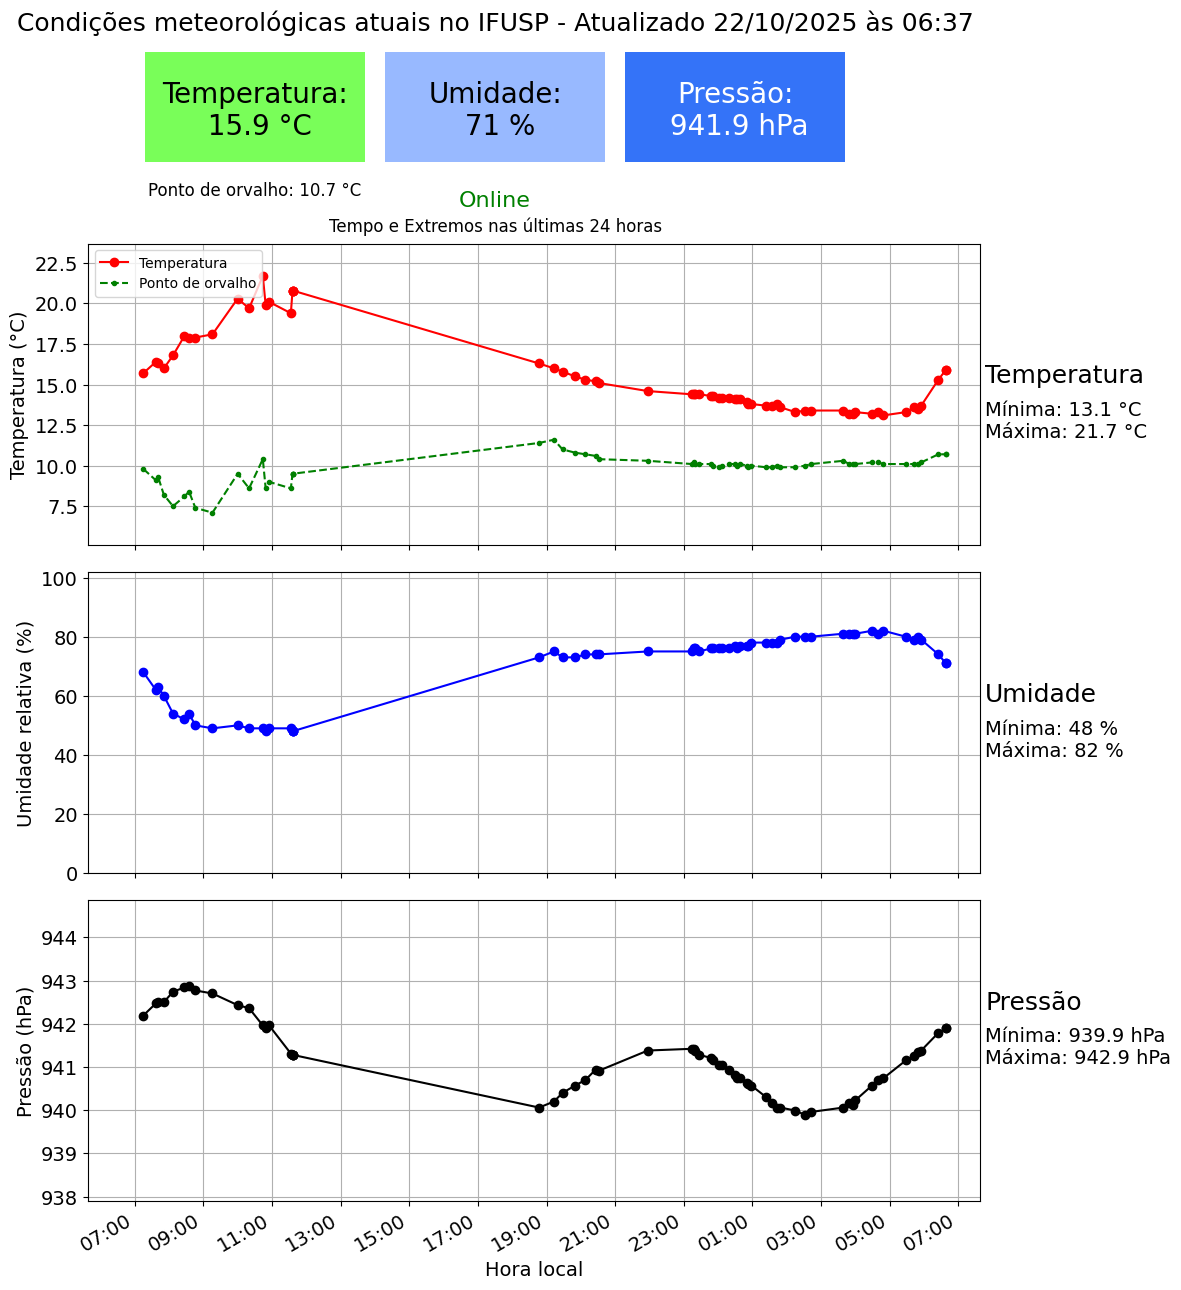 Condições meteorológicas atuais no IFUSP - Atualizado 22/10/2025 às 06:37
Temperatura:
15.9 °C
Umidade:
71 %
Pressão:
941.9 hPa
Ponto de orvalho: 10.7 °C
Online
Tempo e Extremos nas últimas 24 horas
Temperatura (°C)
22.5
20.0
17.5
15.0
12.5
10.0
7.5
Temperatura
Ponto de orvalho
Temperatura
Mínima: 13.1 °C
Máxima: 21.7 °C
Umidade relativa (%)
100
80
60
40
20
0
Umidade
Mínima: 48 %
Máxima: 82 %
Pressão (hPa)
944
943
942
941
940
939
938
Pressão
Mínima: 939.9 hPa
Máxima: 942.9 hPa
07:00 09:00 11:00 13:00 15:00 17:00 19:00 21:00 23:00 01:00 03:00 05:00 07:00
Hora local